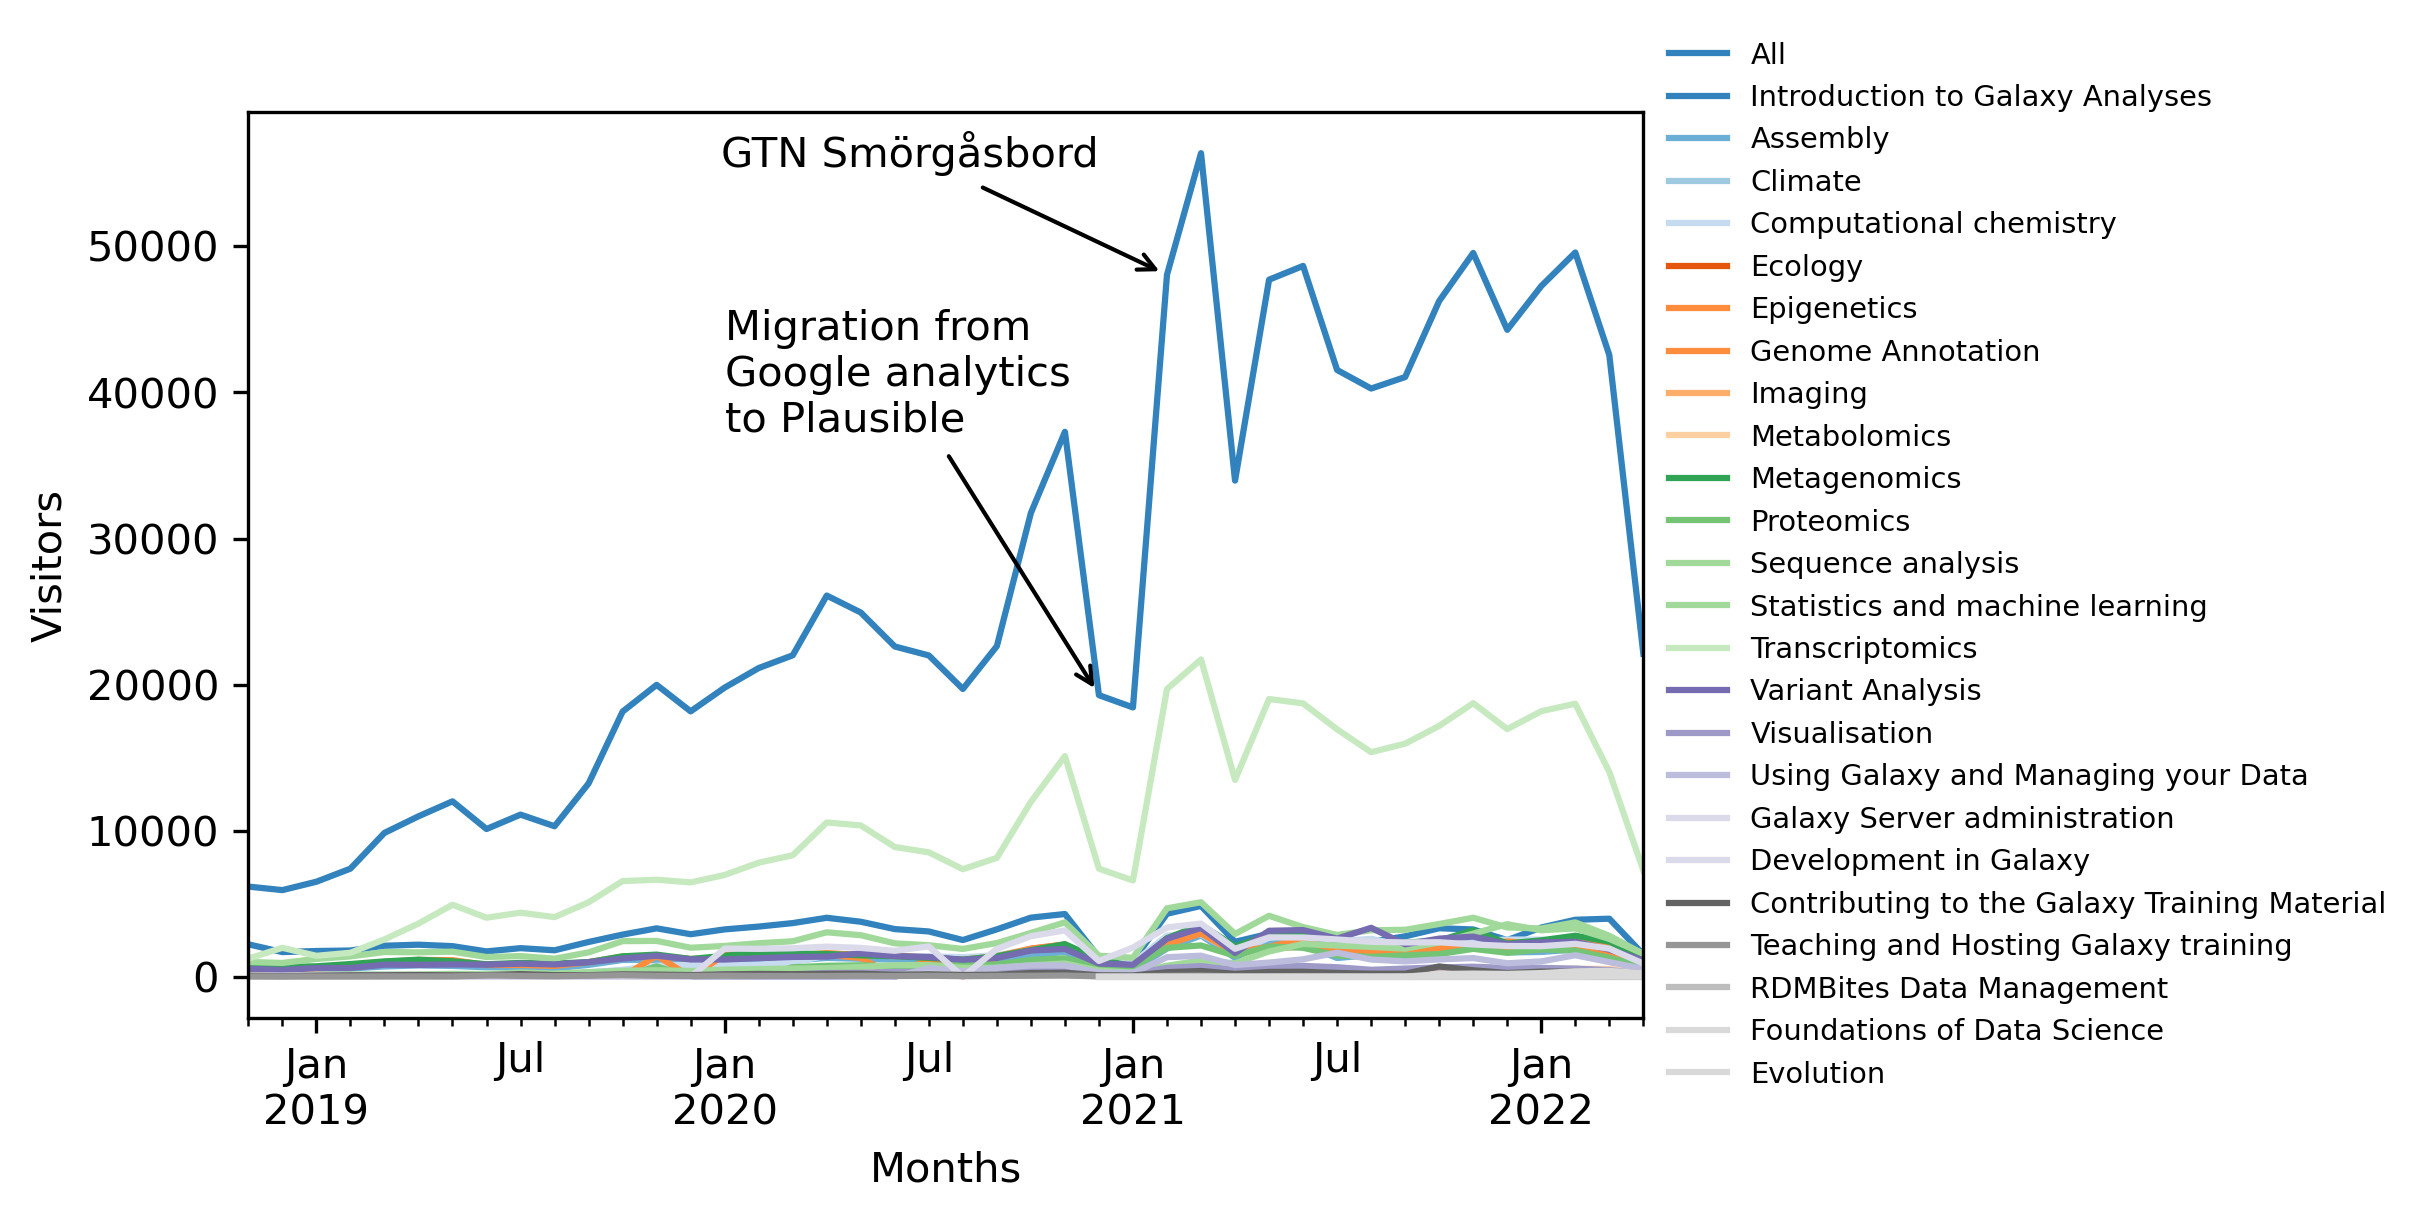 GTN Smörgåsbord
Migration from
Google analytics
to Plausible
Visitors
50000
40000
30000
20000
10000
0
Jan
2019
Jul
Jan
2020
Jul
Jan
2021
Jul
Jan
2022
Months
All
Introduction to Galaxy Analyses
Assembly
Climate
Computational chemistry
Ecology
Epigenetics
Genome Annotation
Imaging
Metabolomics
Metagenomics
Proteomics
Sequence analysis
Statistics and machine learning
Transcriptomics
Variant Analysis
Visualisation
Using Galaxy and Managing your Data
Galaxy Server administration
Development in Galaxy
Contributing to the Galaxy Training Material
Teaching and Hosting Galaxy training
RDMBites Data Management
Foundations of Data Science
Evolution